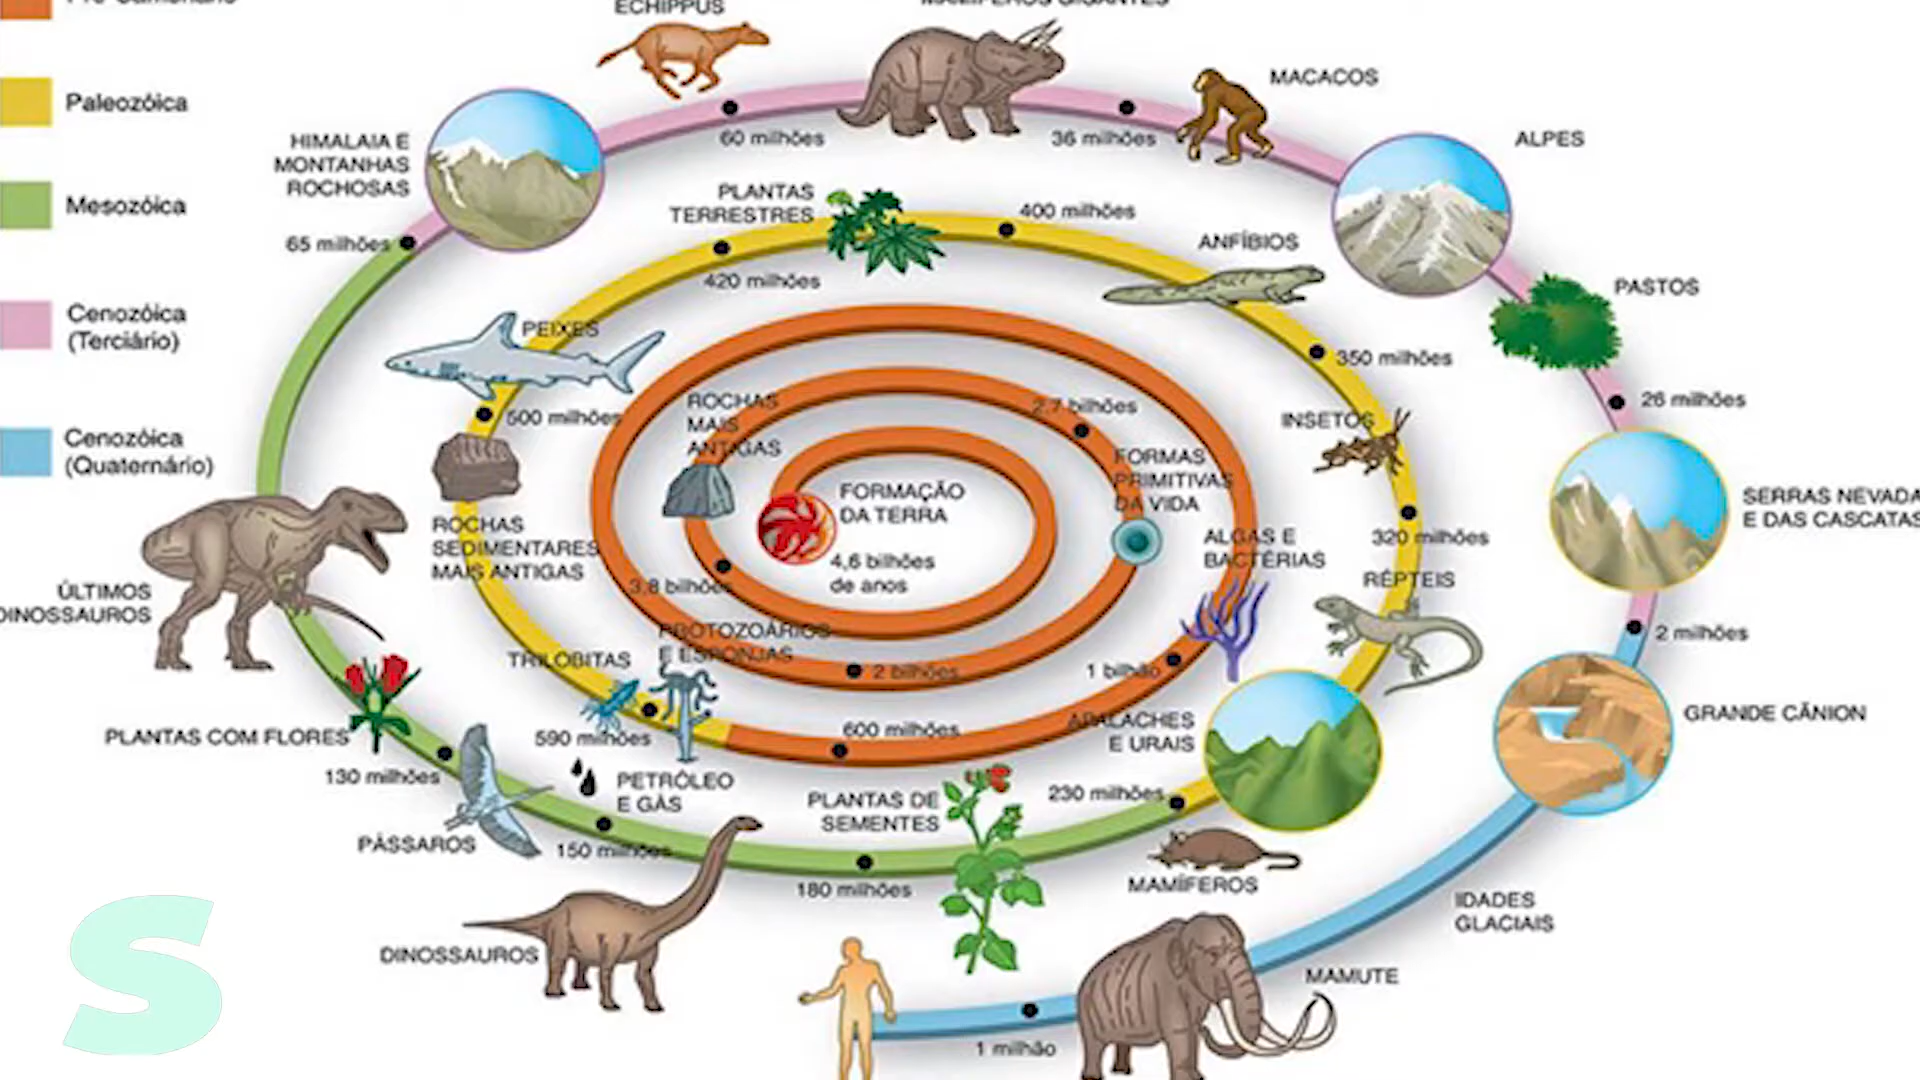 Pré-Cambriano
Paleozóica
Mesozóica
Cenozóica
(Terciário)
Cenozóica
(Quaternário)
ECHIPPUS
MAMÍFEROS GIGANTES
MACACOS
60 milhões
36 milhões
ALPES
HIMALAIA E
MONTANHAS
ROCHOSAS
65 milhões
PLANTAS
TERRESTRES
400 milhões
420 milhões
ANFÍBIOS
PASTOS
PEIXES
350 milhões
500 milhões
26 milhões
ROCHAS
MAIS
ANTIGAS
2,7 bilhões
INSETOS
FORMAS
PRIMITIVAS
DA VIDA
FORMAÇÃO
DA TERRA
4,6 bilhões
de anos
SERRAS NEVADA
E DAS CASCATAS
ROCHAS
SEDIMENTARES
MAIS ANTIGAS
ALGAS E
BACTÉRIAS
320 milhões
RÉPTEIS
3,8 bilhões
ÚLTIMOS
DINOSSAUROS
PROTOZOÁRIOS
E ESPONJAS
TRILOBITAS
2 bilhões
1 bilhão
2 milhões
590 milhões
600 milhões
APALACHES
E URAIS
GRANDE CÂNION
PLANTAS COM FLORES
130 milhões
PETRÓLEO
E GÁS
PLANTAS DE
SEMENTES
230 milhões
PÁSSAROS
150 milhões
180 milhões
MAMÍFEROS
IDADES
GLACIAIS
DINOSSAUROS
MAMUTE
1 milhão
S